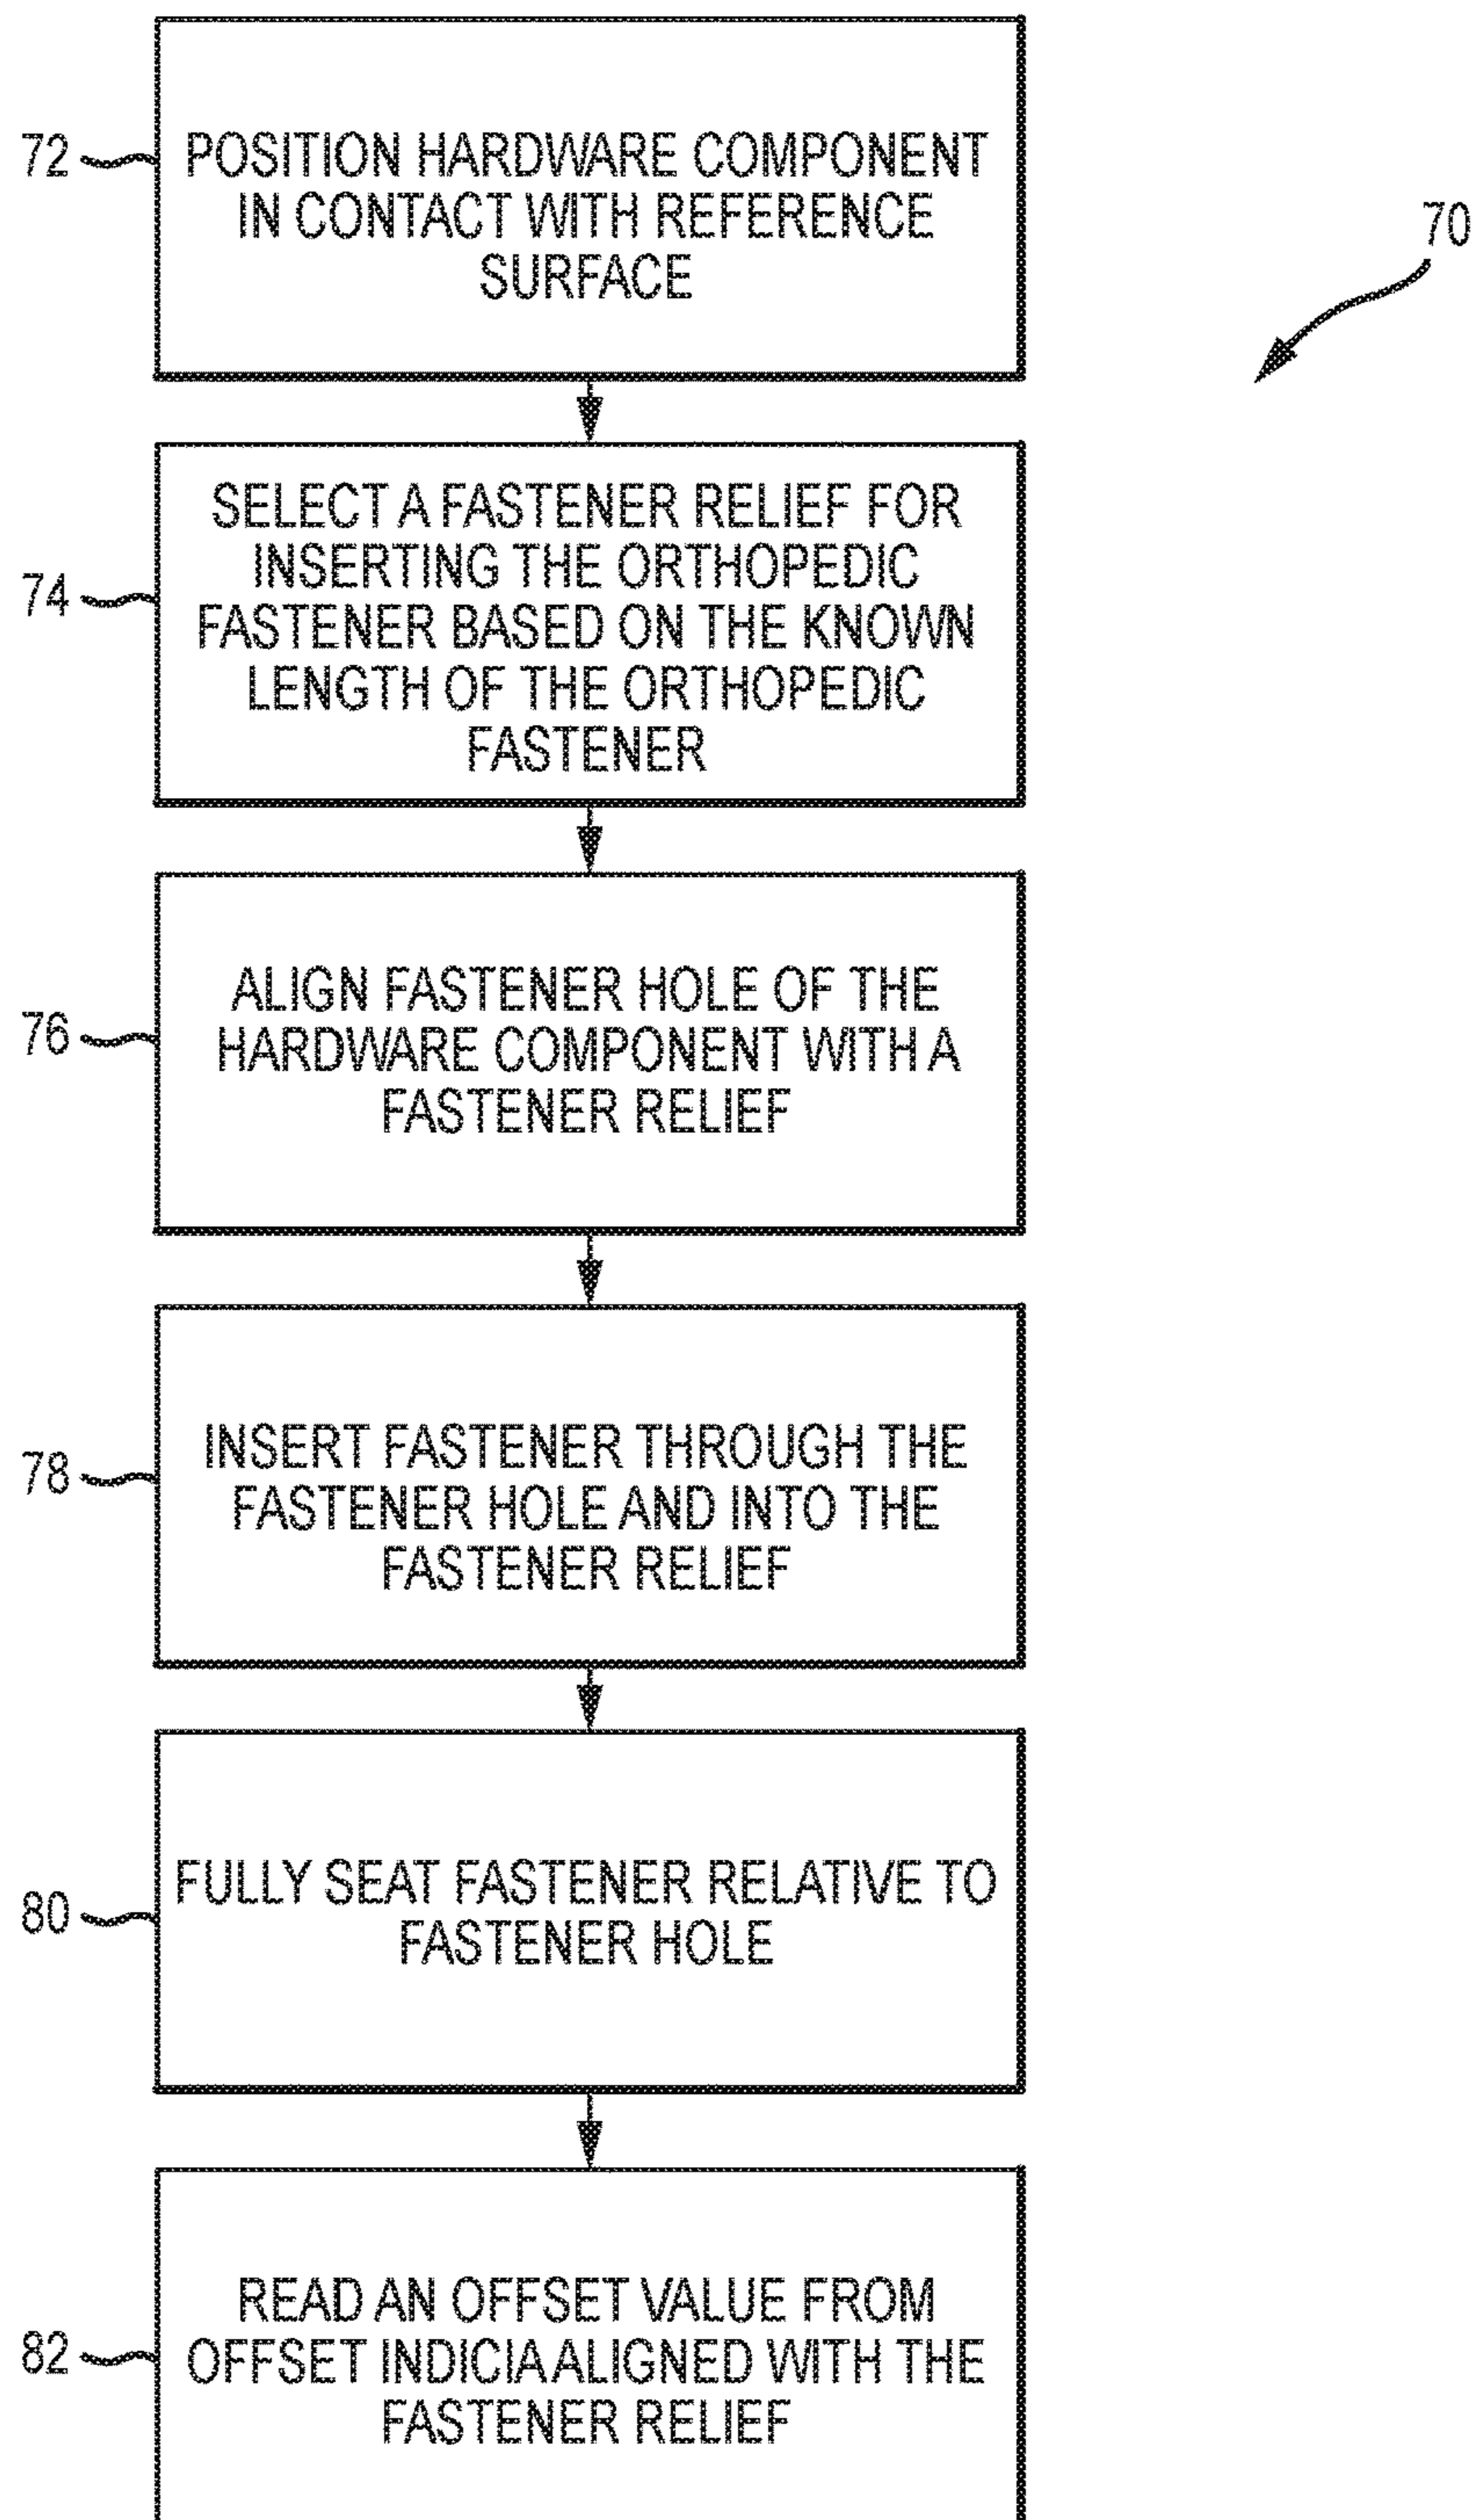 72
POSITION HARDWARE COMPONENT
IN CONTACT WITH REFERENCE
SURFACE
70
74
SELECT A FASTENER RELIEF FOR
INSERTING THE ORTHOPEDIC
FASTENER BASED ON THE KNOWN
LENGTH OF THE ORTHOPEDIC
FASTENER
76
ALIGN FASTENER HOLE OF THE
HARDWARE COMPONENT WITH A
FASTENER RELIEF
78
INSERT FASTENER THROUGH THE
FASTENER HOLE AND INTO THE
FASTENER RELIEF
80
FULLY SEAT FASTENER RELATIVE TO
FASTENER HOLE
82
READ AN OFFSET VALUE FROM
OFFSET INDICIA ALIGNED WITH THE
FASTENER RELIEF